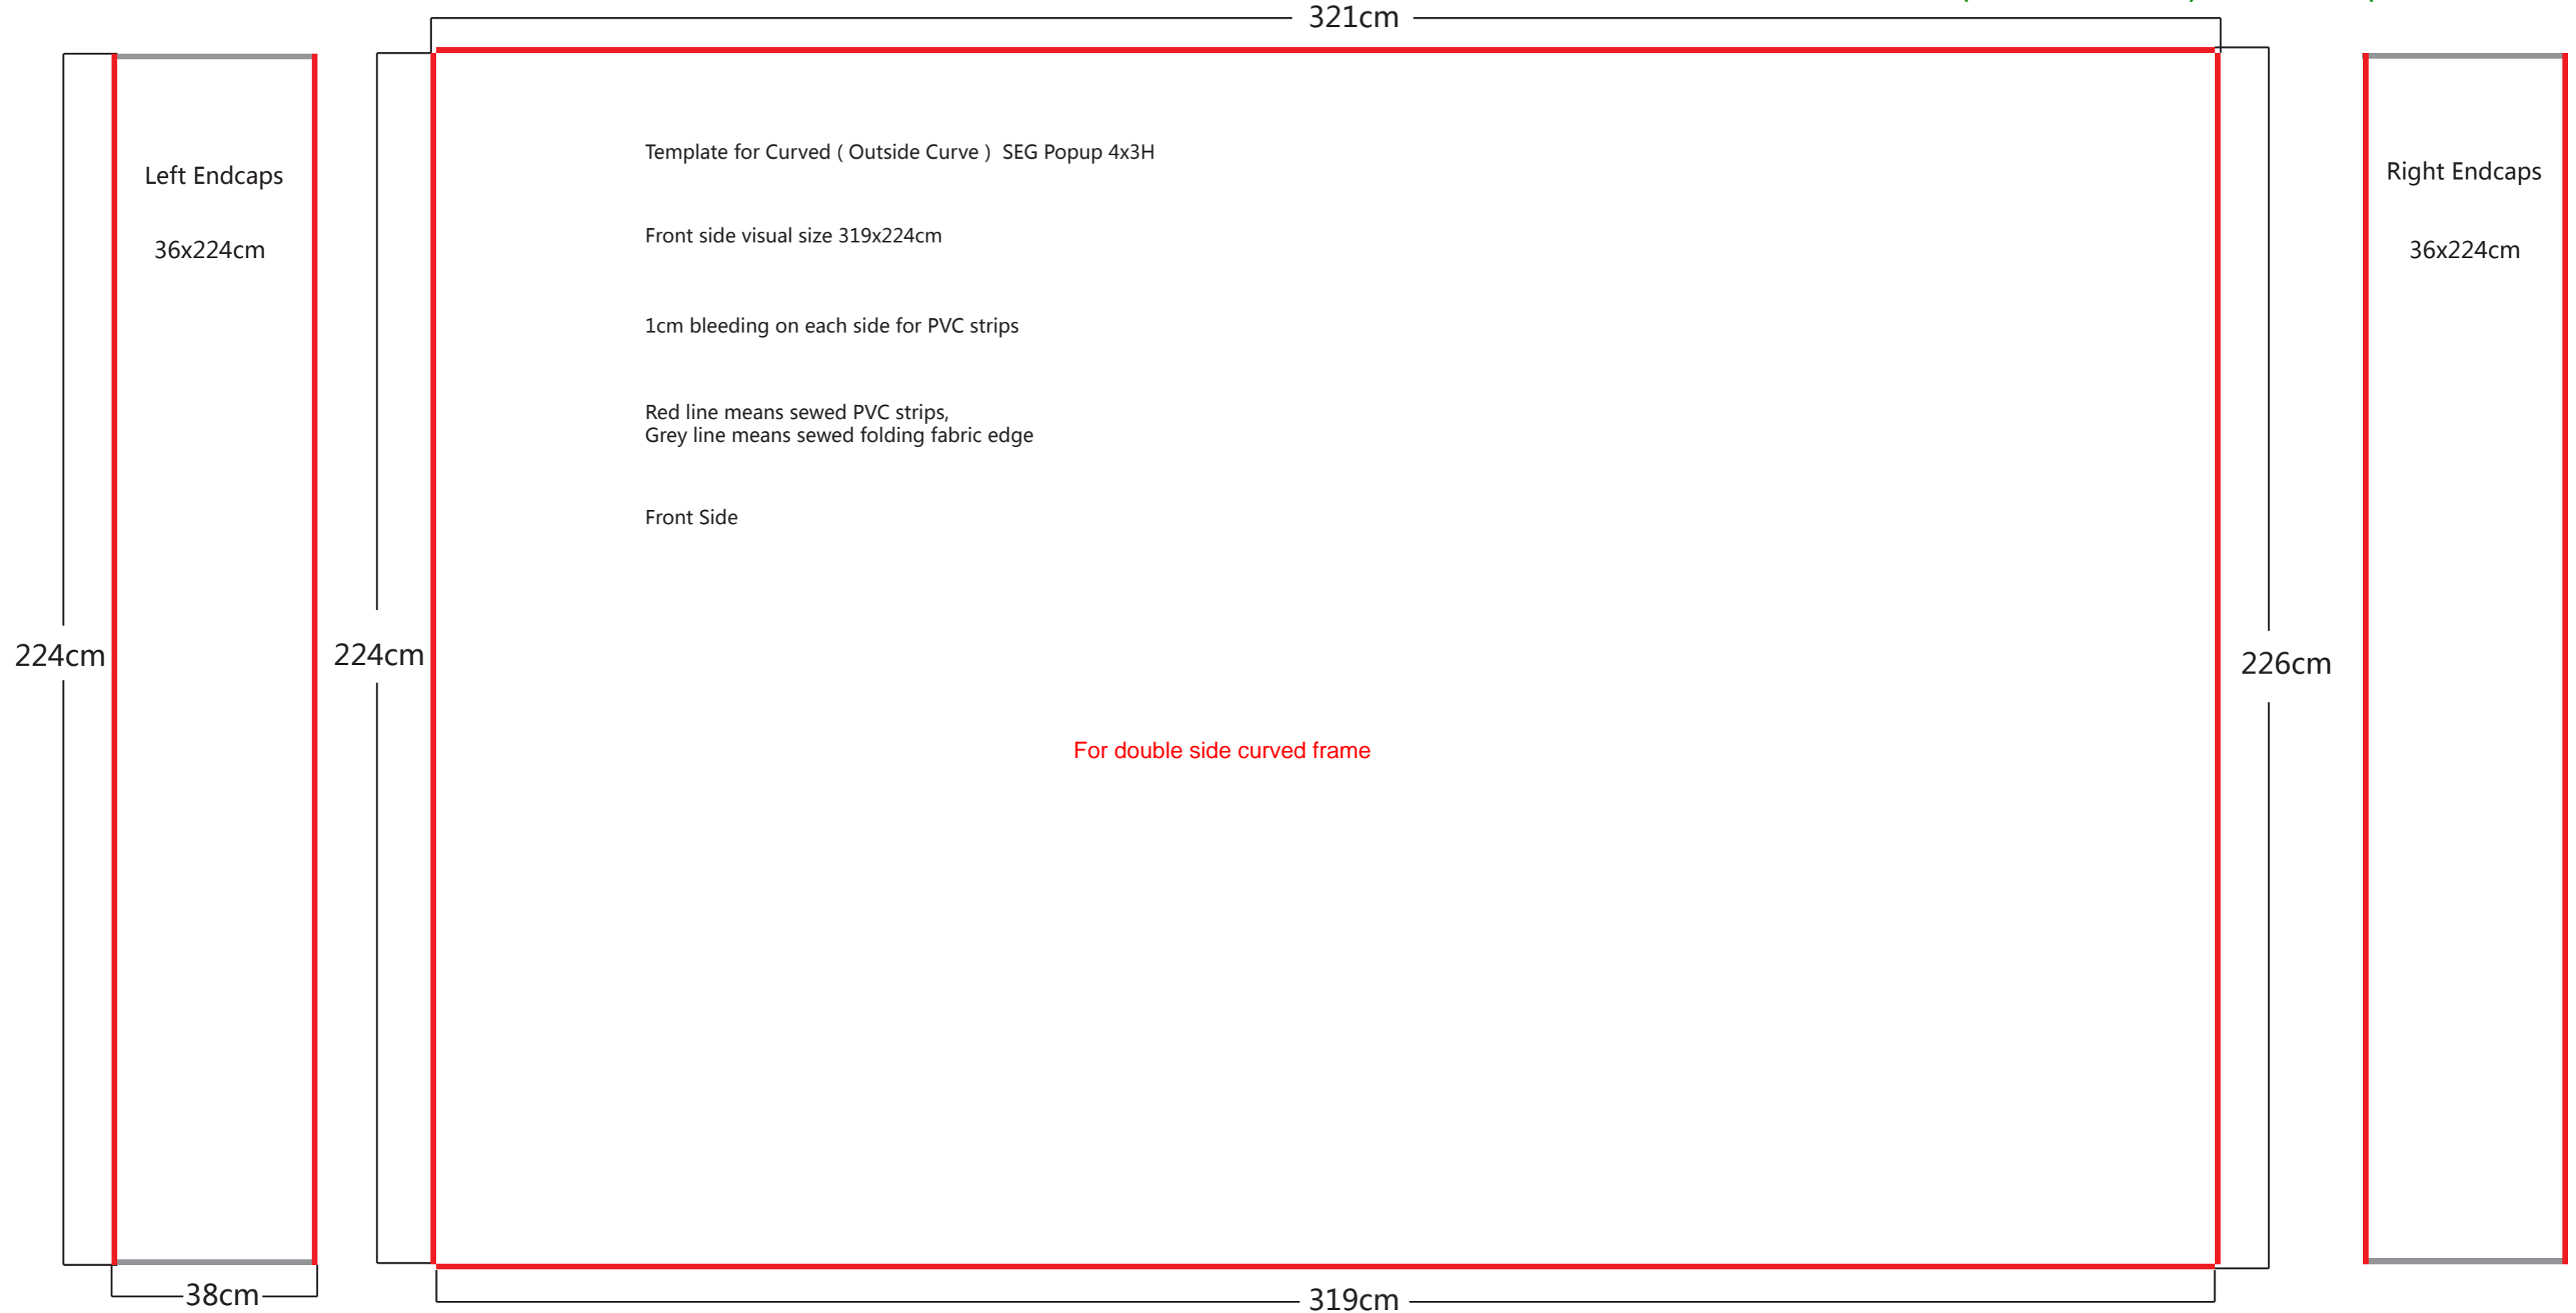 321cm
Left Endcaps
36x224cm
Template for Curved ( Outside Curve ) SEG Popup 4x3H
Front side visual size 319x224cm
1cm bleeding on each side for PVC strips
Red line means sewed PVC strips,
Grey line means sewed folding fabric edge
Front Side
Right Endcaps
36x224cm
224cm
224cm
226cm
For double side curved frame
38cm
319cm